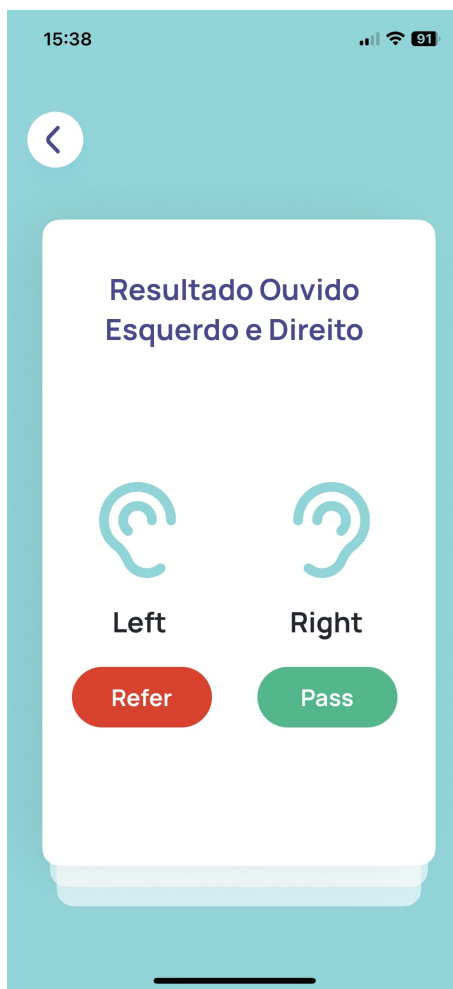 15:38
91
Resultado Ouvido
Esquerdo e Direito
Left
Right
Refer
Pass